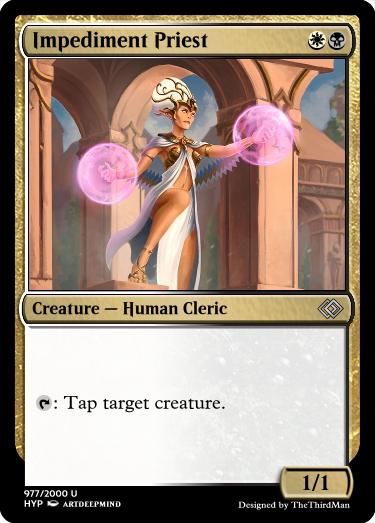 Impediment Priest
Creature — Human Cleric
: Tap target creature.
1/1
977/2000 U
HYP ARTDEEPMIND
Designed by TheThirdMan